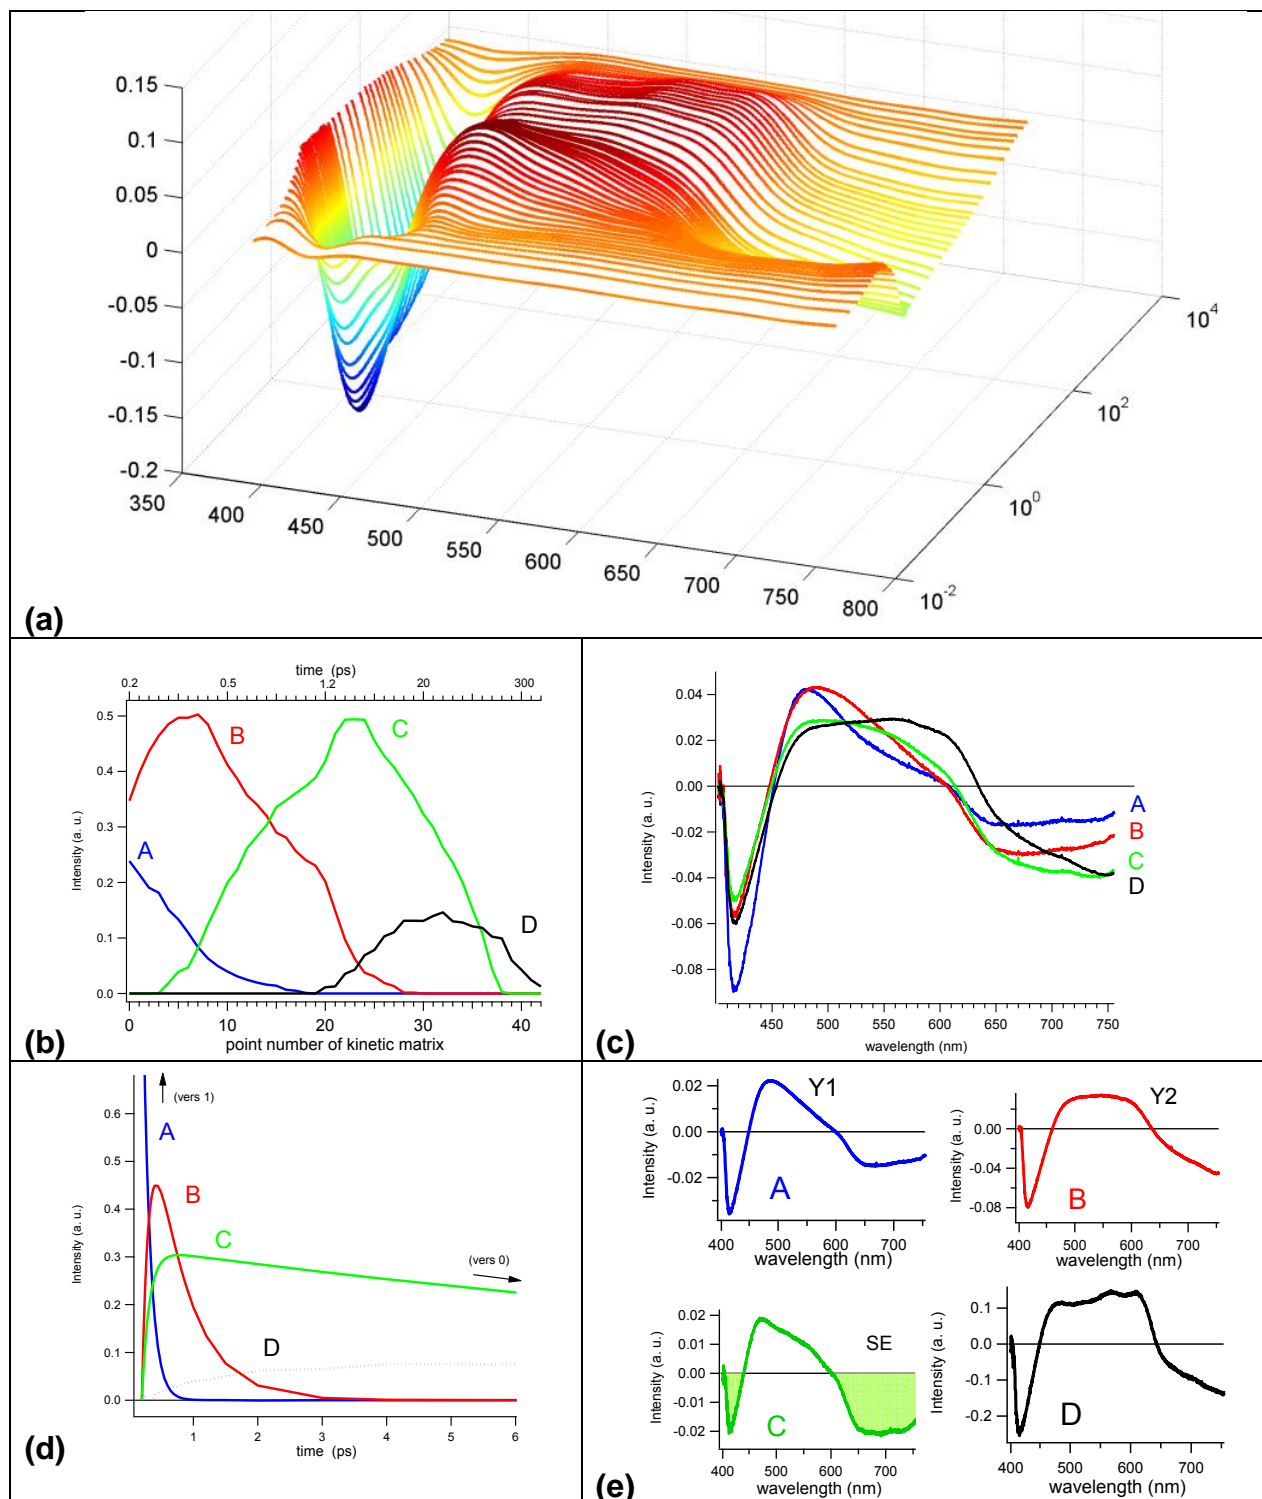 0.15
0.1
0.05
0
-0.05
-0.1
-0.15
-0.2
350
400
450
500
550
600
650
700
750
800
10^-2
10^0
10^2
10^4
(a)
time (ps)
0.2 0.5 1.2 20 300
0.5
0.4
0.3
0.2
0.1
0.0
Intensity (a. u.)
A
B
C
D
0 10 20 30 40
point number of kinetic matrix
(b)
0.04
0.02
0.00
-0.02
-0.04
-0.06
-0.08
Intensity (a. u.)
A
B
C
D
450 500 550 600 650 700 750
wavelength (nm)
(c)
0.6
0.5
0.4
0.3
0.2
0.1
0.0
Intensity (a. u.)
(vers 1)
A
B
C
(vers 0)
D
1 2 3 4 5 6
time (ps)
(d)
0.02
0.00
-0.02
Intensity (a. u.)
Y1
A
400 500 600 700
wavelength (nm)
0.04
0.00
-0.04
-0.08
Intensity (a. u.)
Y2
B
400 500 600 700
wavelength (nm)
0.02
0.01
0.00
-0.01
-0.02
Intensity (a. u.)
SE
C
400 500 600 700
wavelength (nm)
0.1
0.0
-0.1
-0.2
Intensity (a. u.)
D
400 500 600 700
wavelength (nm)
(e)